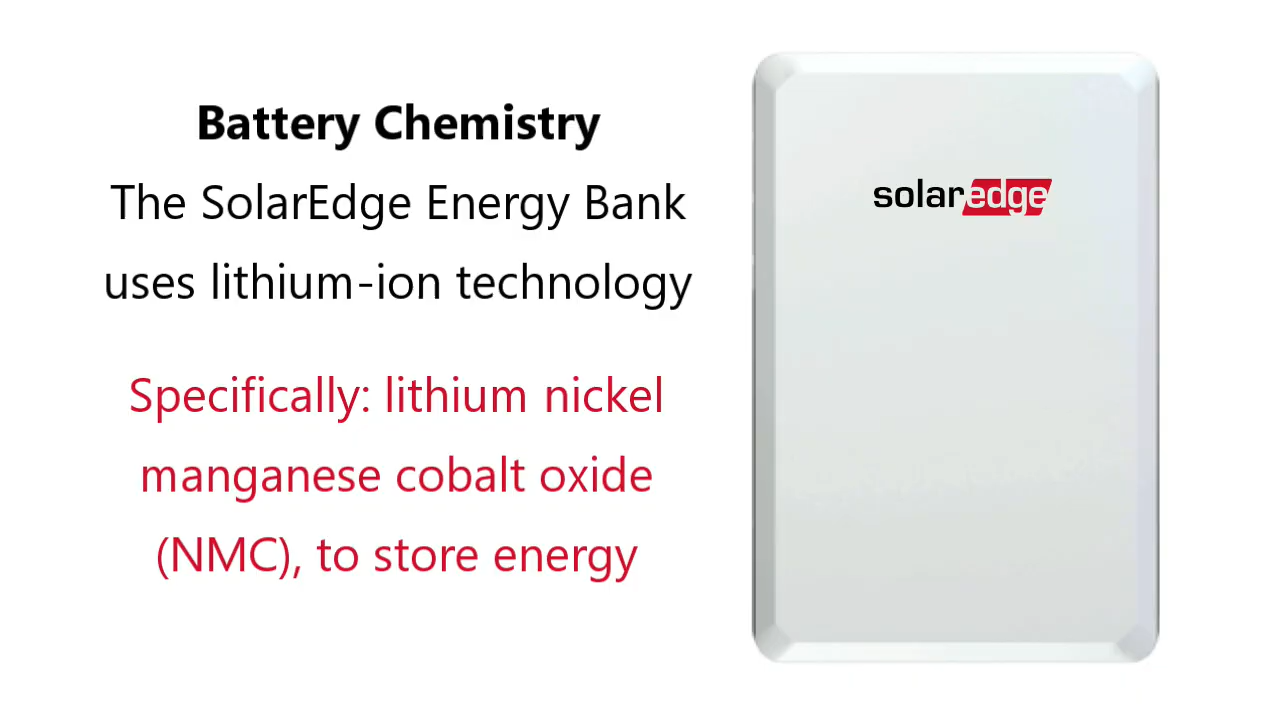 Battery Chemistry
The SolarEdge Energy Bank
uses lithium-ion technology
Specifically: lithium nickel
manganese cobalt oxide
(NMC), to store energy
solaredge